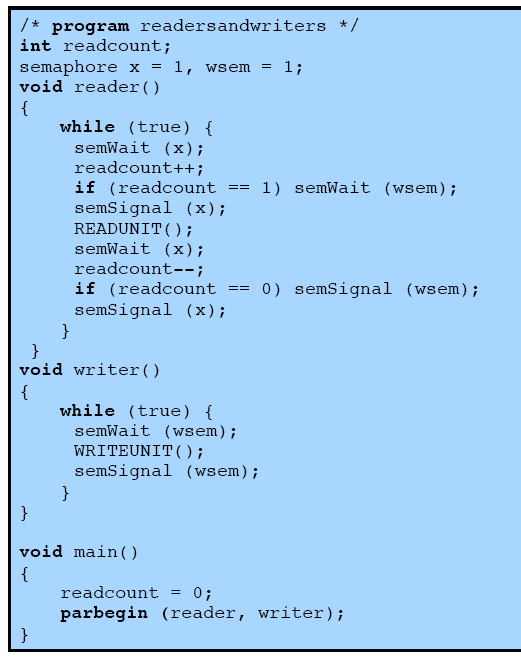 /* program readersandwriters */
int readcount;
semaphore x = 1, wsem = 1;
void reader()
{
    while (true) {
     semWait (x);
     readcount++;
     if (readcount == 1) semWait (wsem);
     semSignal (x);
     READUNIT();
     semWait (x);
     readcount--;
     if (readcount == 0) semSignal (wsem);
     semSignal (x);
    }
 }
void writer()
{
    while (true) {
     semWait (wsem);
     WRITEUNIT();
     semSignal (wsem);
    }
}

void main()
{
    readcount = 0;
    parbegin (reader, writer);
}